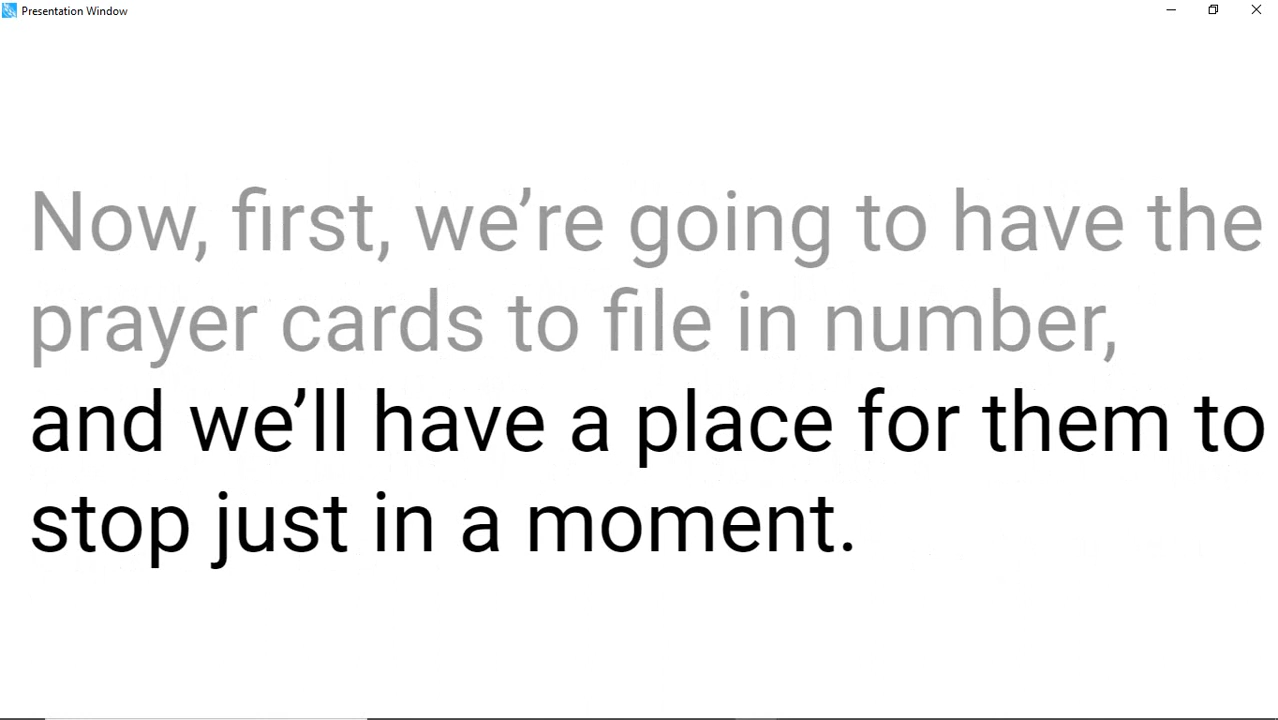 Presentation Window
Now, first, we’re going to have the
prayer cards to file in number,
and we’ll have a place for them to
stop just in a moment.